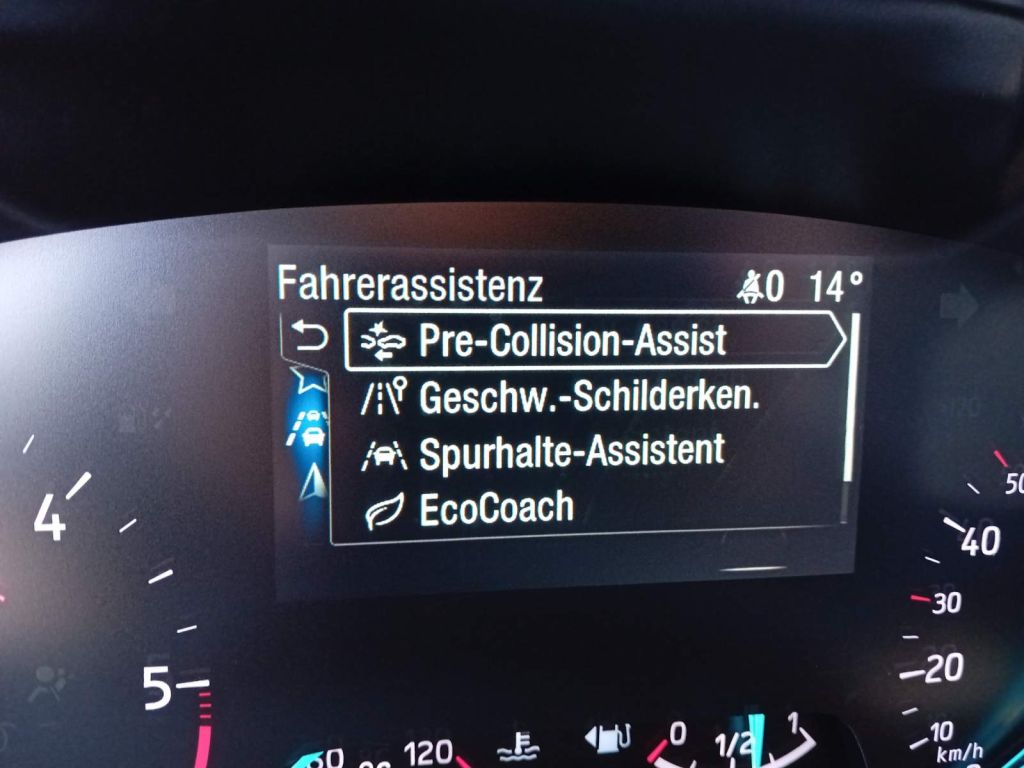 Fahrerassistenz 0 14°
Pre-Collision-Assist
Geschw.-Schilderken.
Spurhalte-Assistent
EcoCoach
4
5
50
40
30
20
10
km/h
120
0 1/2 1